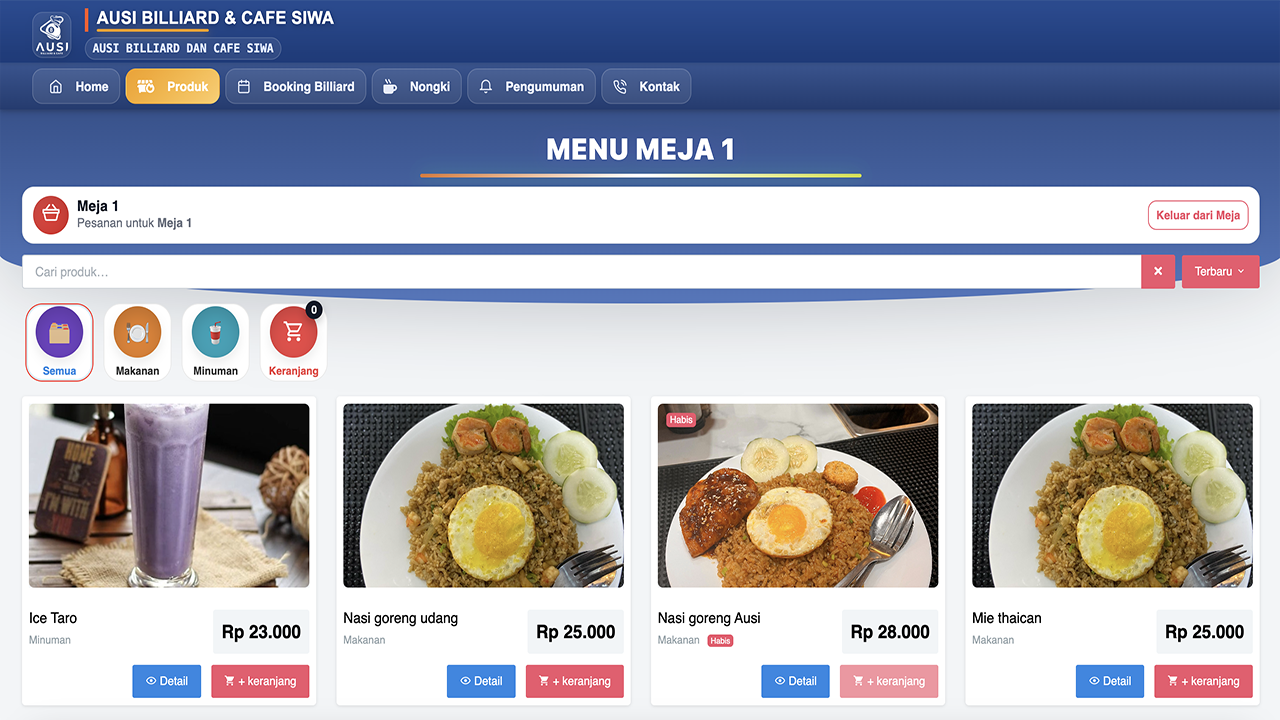 AUSI BILLIARD & CAFE SIWA
AUSI
AUSI BILLIARD DAN CAFE SIWA
Home
Produk
Booking Billiard
Nongki
Pengumuman
Kontak
MENU MEJA 1
Meja 1
Pesanan untuk Meja 1
Keluar dari Meja
Cari produk...
Terbaru
0
Semua
Makanan
Minuman
Keranjang
HOME
IS
I'M WITH
Habis
Ice Taro
Minuman
Rp 23.000
Detail
+ keranjang
Nasi goreng udang
Makanan
Rp 25.000
Detail
+ keranjang
Nasi goreng Ausi
Makanan
Habis
Rp 28.000
Detail
+ keranjang
Mie thaican
Makanan
Rp 25.000
Detail
+ keranjang